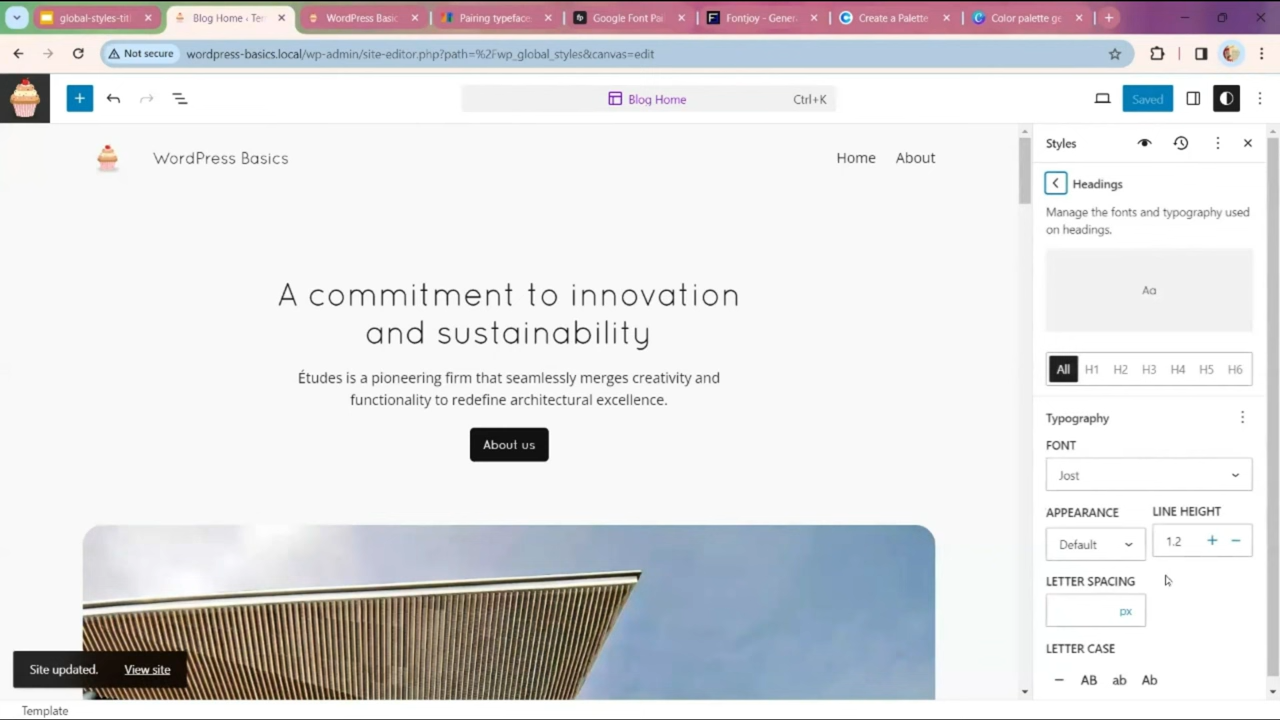 global-styles-titl
Blog Home ‹ Tem
WordPress Basic
Pairing typeface
Google Font Pai
Fontjoy - Gener
Create a Palette
Color palette ge
Not secure
wordpress-basics.local/wp-admin/site-editor.php?path=%2Fwp_global_styles&canvas=edit
Blog Home
Ctrl+K
Saved
WordPress Basics
Home
About
A commitment to innovation
and sustainability
Études is a pioneering firm that seamlessly merges creativity and
functionality to redefine architectural excellence.
About us
Styles
Headings
Manage the fonts and typography used
on headings.
Aa
All H1 H2 H3 H4 H5 H6
Typography
FONT
Jost
APPEARANCE
LINE HEIGHT
Default
1.2 + −
LETTER SPACING
px
LETTER CASE
– AB ab Ab
Site updated.
View site
Template